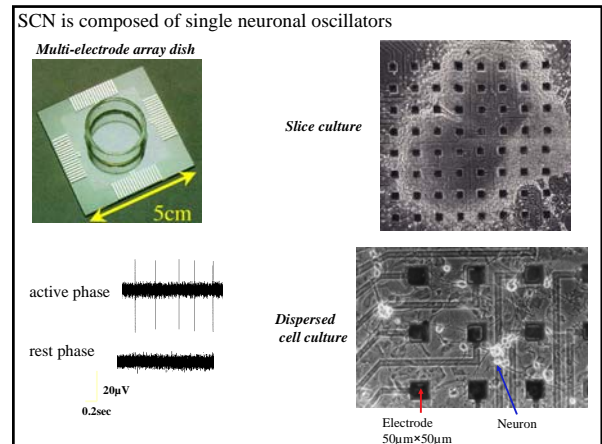 SCN is composed of single neuronal oscillators
Multi-electrode array dish
5cm
Slice culture
active phase
rest phase
20μV
0.2sec
Dispersed
cell culture
Electrode
50μm×50μm
Neuron